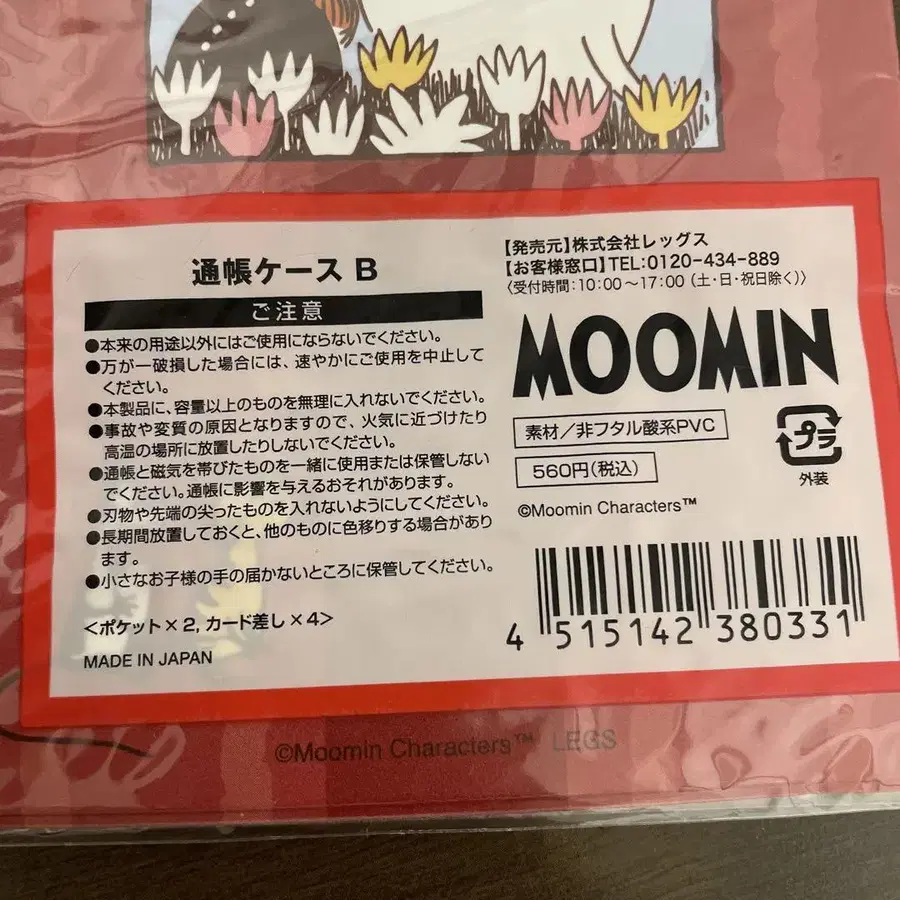 通帳ケース B
ご注意
●本来の用途以外にはご使用にならないでください。
●万が一破損した場合には、速やかにご使用を中止して
ください。
●本製品に、容量以上のものを無理に入れないでください。
●事故や変質の原因となりますので、火気に近づけたり
高温の場所に放置したりしないでください。
●通帳と磁気を帯びたものを一緒に使用または保管しない
でください。通帳に影響を与えるおそれがあります。
●刃物や先端の尖ったものを入れないようにしてください。
●長期間放置しておくと、他のものに色移りする場合があり
ます。
●小さなお子様の手の届かないところに保管してください。
<ポケット×2, カード差し×4>
MADE IN JAPAN
【発売元】株式会社レッグス
【お客様窓口】TEL:0120-434-889
〈受付時間:10:00〜17:00 (土・日・祝日除く)〉
MOOMIN
素材/非フタル酸系PVC
560円(税込)
プラ
外装
©Moomin Characters™
4 515142 380331
©Moomin Characters™ LEGS